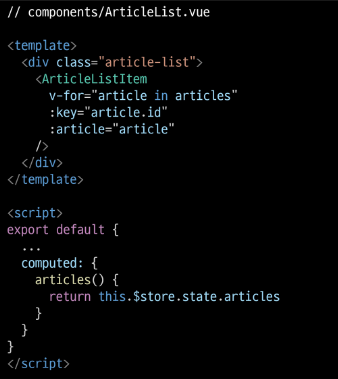 // components/ArticleList.vue
<template>
<div class="article-list">
<ArticleListItem
v-for="article in articles"
:key="article.id"
:article="article"
/>
</div>
</template>
<script>
export default {
...
computed: {
articles() {
return this.$store.state.articles
}
}
}
</script>